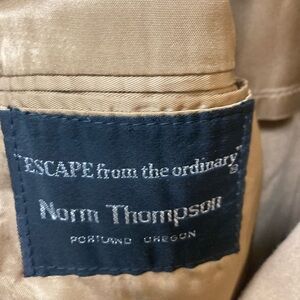 "ESCAPE from the ordinary"®
Norm Thompson
PORTLAND OREGON